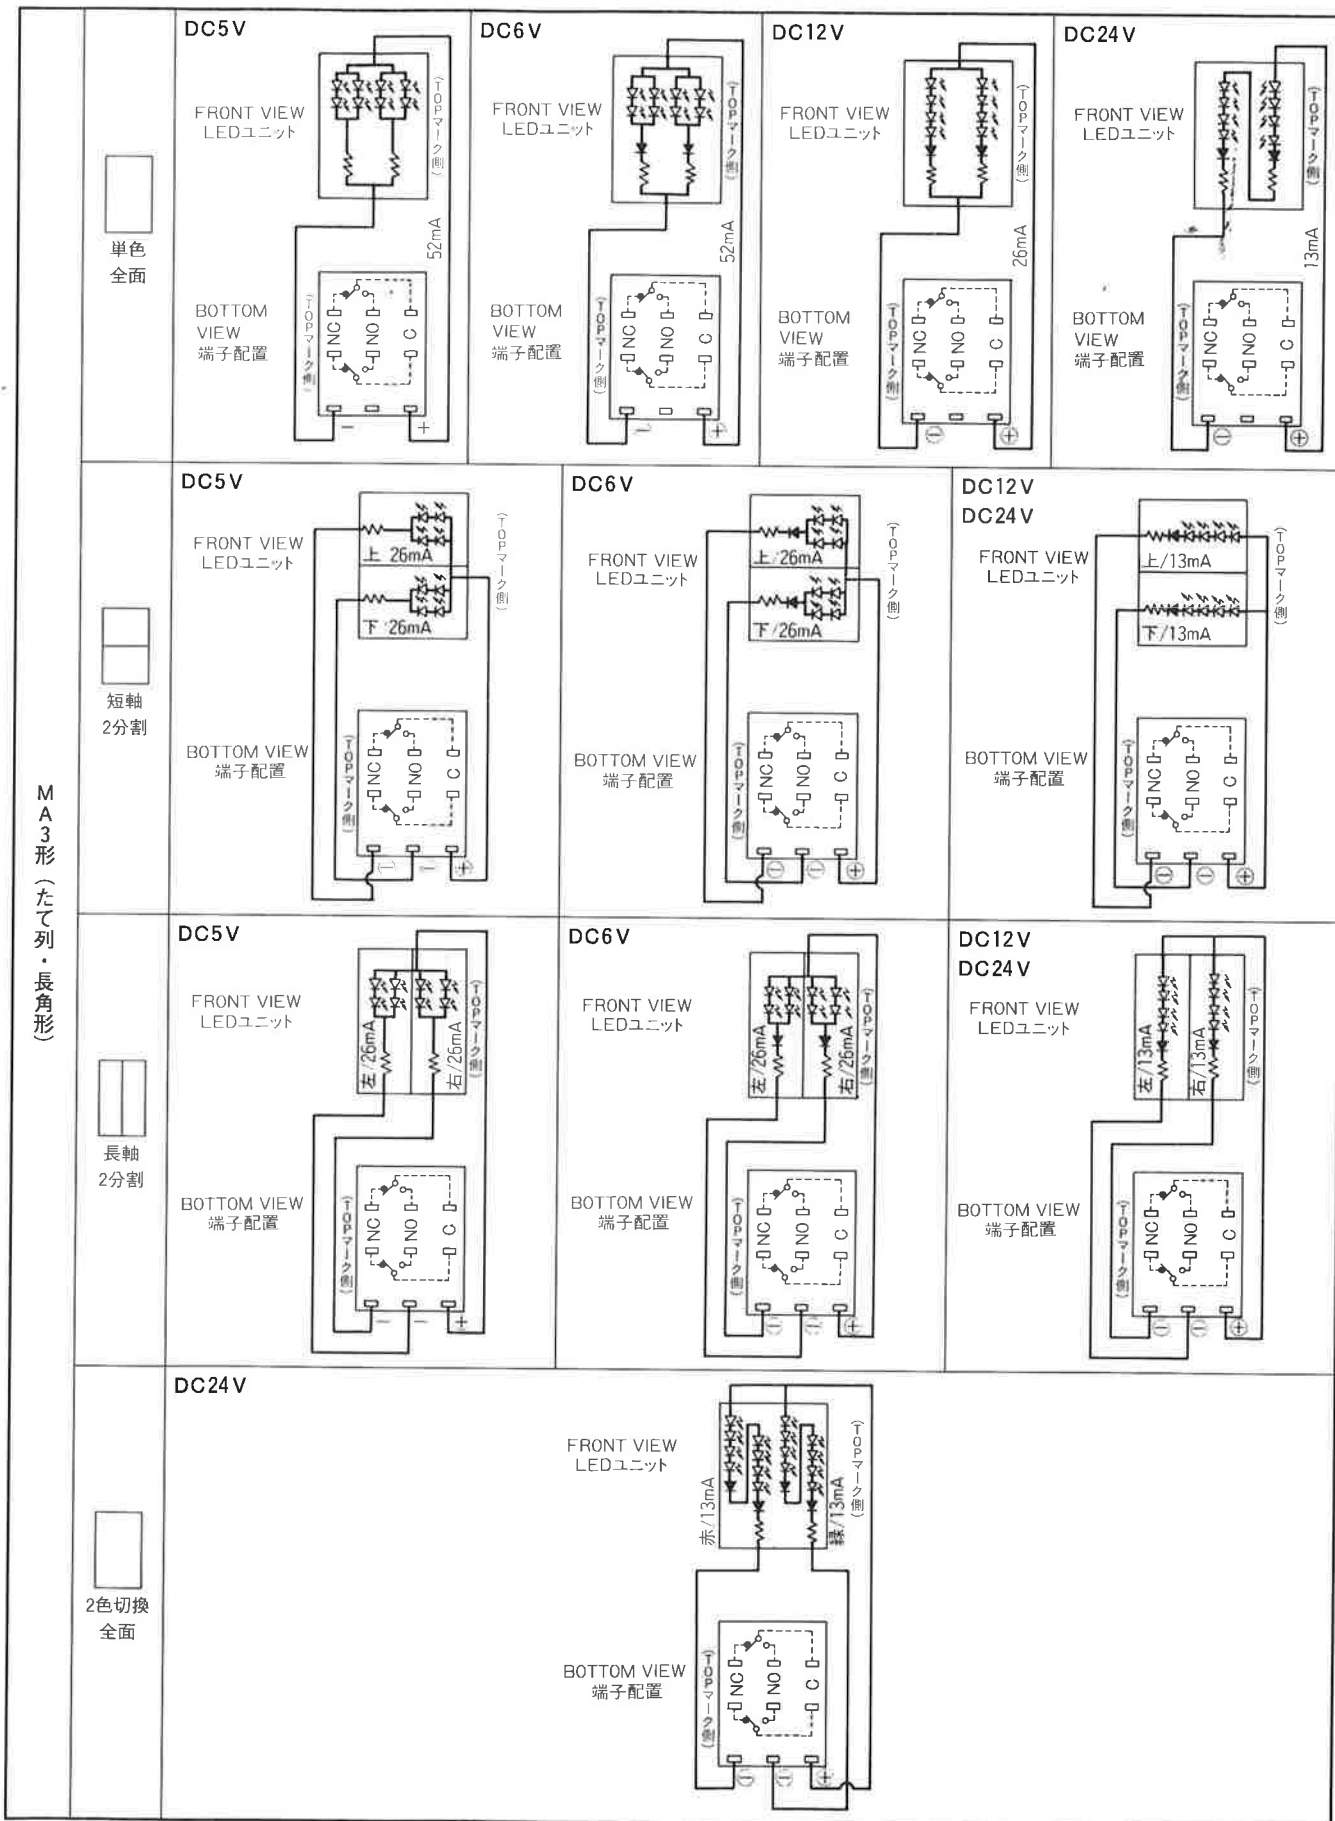 MA3形(たて列・長角形)
単色
全面
DC5V
FRONT VIEW
LEDユニット
(TOPマーク側)
52mA
BOTTOM
VIEW
端子配置
(TOPマーク側)
NC
NO
C
−
+
DC6V
FRONT VIEW
LEDユニット
(TOPマーク側)
52mA
BOTTOM
VIEW
端子配置
(TOPマーク側)
NC
NO
C
⊖
⊕
DC12V
FRONT VIEW
LEDユニット
(TOPマーク側)
26mA
BOTTOM
VIEW
端子配置
(TOPマーク側)
NC
NO
C
⊖
⊕
DC24V
FRONT VIEW
LEDユニット
(TOPマーク側)
13mA
BOTTOM
VIEW
端子配置
(TOPマーク側)
NC
NO
C
⊖
⊕
短軸
2分割
DC5V
FRONT VIEW
LEDユニット
上/26mA
下/26mA
(TOPマーク側)
BOTTOM VIEW
端子配置
(TOPマーク側)
NC
NO
C
⊖
⊖
⊕
DC6V
FRONT VIEW
LEDユニット
上/26mA
下/26mA
(TOPマーク側)
BOTTOM VIEW
端子配置
(TOPマーク側)
NC
NO
C
⊖
⊖
⊕
DC12V
DC24V
FRONT VIEW
LEDユニット
上/13mA
下/13mA
(TOPマーク側)
BOTTOM VIEW
端子配置
(TOPマーク側)
NC
NO
C
⊖
⊖
⊕
長軸
2分割
DC5V
FRONT VIEW
LEDユニット
左/26mA
右/26mA
(TOPマーク側)
BOTTOM VIEW
端子配置
(TOPマーク側)
NC
NO
C
−
−
+
DC6V
FRONT VIEW
LEDユニット
左/26mA
右/26mA
(TOPマーク側)
BOTTOM VIEW
端子配置
(TOPマーク側)
NC
NO
C
⊖
⊖
⊕
DC12V
DC24V
FRONT VIEW
LEDユニット
左/13mA
右/13mA
(TOPマーク側)
BOTTOM VIEW
端子配置
(TOPマーク側)
NC
NO
C
⊖
⊖
⊕
2色切換
全面
DC24V
FRONT VIEW
LEDユニット
赤/13mA
緑/13mA
(TOPマーク側)
BOTTOM VIEW
端子配置
(TOPマーク側)
NC
NO
C
⊖
⊖
⊕